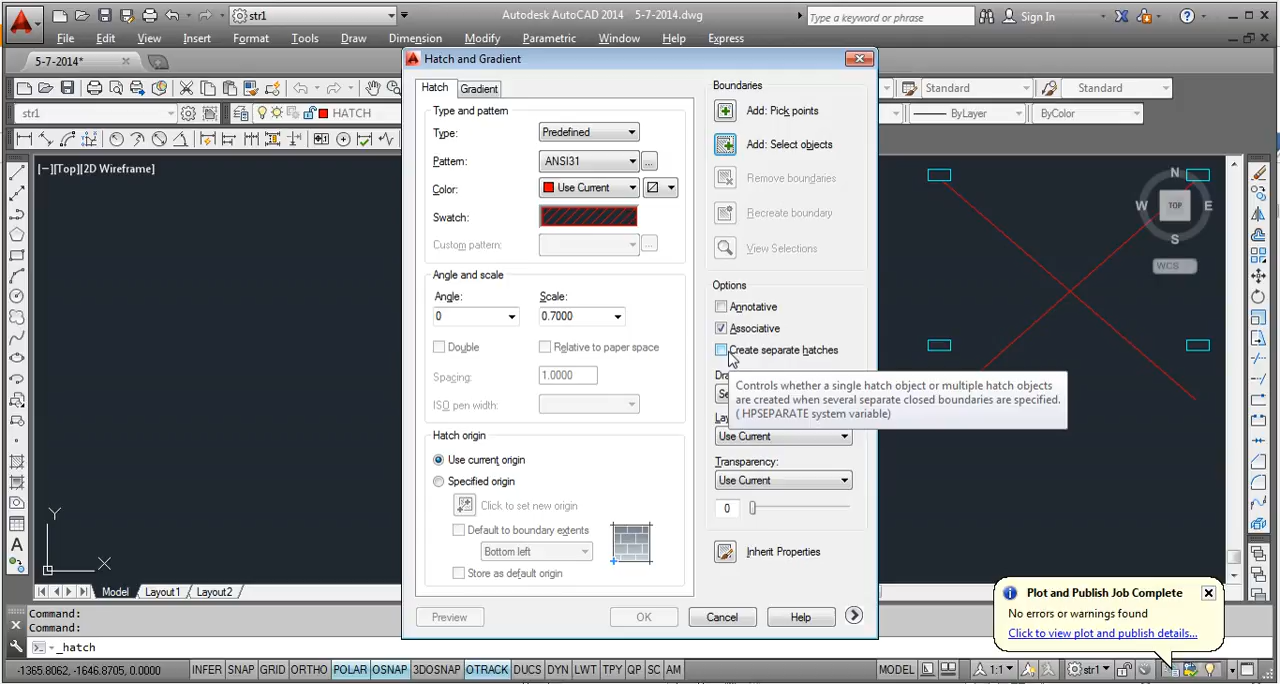 str1
Autodesk AutoCAD 2014 5-7-2014.dwg
Type a keyword or phrase
Sign In
File Edit View Insert Format Tools Draw Dimension Modify Parametric Window Help Express
5-7-2014*
Hatch and Gradient
Standard
Standard
str1
HATCH
ByLayer
ByColor
[−][Top][2D Wireframe]
Hatch
Gradient
Type and pattern
Type:
Predefined
Pattern:
ANSI31
...
Color:
Use Current
Swatch:
Custom pattern:
...
Angle and scale
Angle:
Scale:
0
0.7000
Double
Relative to paper space
Spacing:
1.0000
ISO pen width:
Hatch origin
Use current origin
Specified origin
Click to set new origin
Default to boundary extents
Bottom left
Store as default origin
Boundaries
Add: Pick points
Add: Select objects
Remove boundaries
Recreate boundary
View Selections
Options
Annotative
Associative
Create separate hatches
Controls whether a single hatch object or multiple hatch objects
are created when several separate closed boundaries are specified.
( HPSEPARATE system variable)
Use Current
Transparency:
Use Current
0
Inherit Properties
Preview
OK
Cancel
Help
N
W
TOP
E
S
WCS
Y
X
Model
Layout1
Layout2
Command:
Command:
_hatch
Plot and Publish Job Complete
No errors or warnings found
Click to view plot and publish details...
-1365.8062, -1646.8705, 0.0000
INFER SNAP GRID ORTHO POLAR OSNAP 3DOSNAP OTRACK DUCS DYN LWT TPY QP SC AM
MODEL
1:1
str1
A